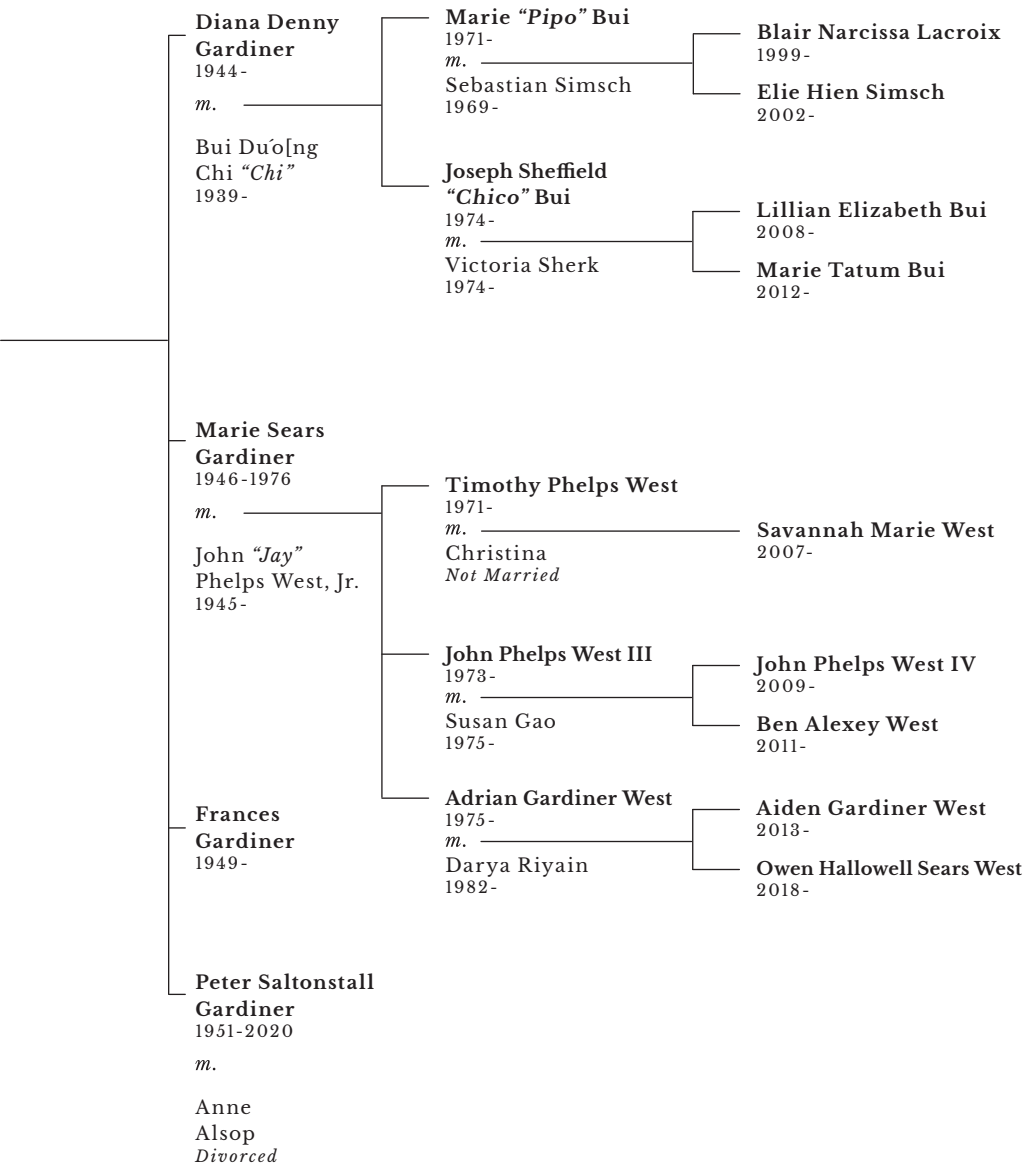 Diana Denny
Gardiner
1944-
m.
Bui Du̕o[ng
Chi "Chi"
1939-
Marie "Pipo" Bui
1971-
m.
Sebastian Simsch
1969-
Blair Narcissa Lacroix
1999-
Elie Hien Simsch
2002-
Joseph Sheffield
"Chico" Bui
1974-
m.
Victoria Sherk
1974-
Lillian Elizabeth Bui
2008-
Marie Tatum Bui
2012-
Marie Sears
Gardiner
1946-1976
m.
John "Jay"
Phelps West, Jr.
1945-
Timothy Phelps West
1971-
m.
Christina
Not Married
Savannah Marie West
2007-
John Phelps West III
1973-
m.
Susan Gao
1975-
John Phelps West IV
2009-
Ben Alexey West
2011-
Adrian Gardiner West
1975-
m.
Darya Riyain
1982-
Aiden Gardiner West
2013-
Owen Hallowell Sears West
2018-
Frances
Gardiner
1949-
Peter Saltonstall
Gardiner
1951-2020
m.
Anne
Alsop
Divorced